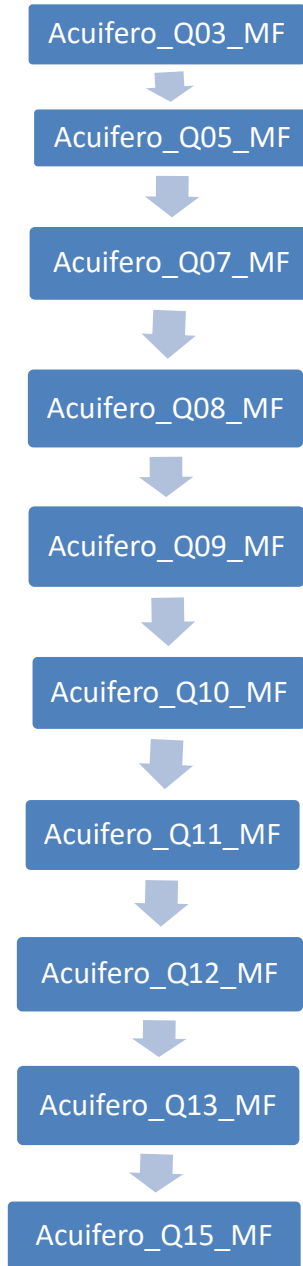 Acuifero_Q03_MF
Acuifero_Q05_MF
Acuifero_Q07_MF
Acuifero_Q08_MF
Acuifero_Q09_MF
Acuifero_Q10_MF
Acuifero_Q11_MF
Acuifero_Q12_MF
Acuifero_Q13_MF
Acuifero_Q15_MF